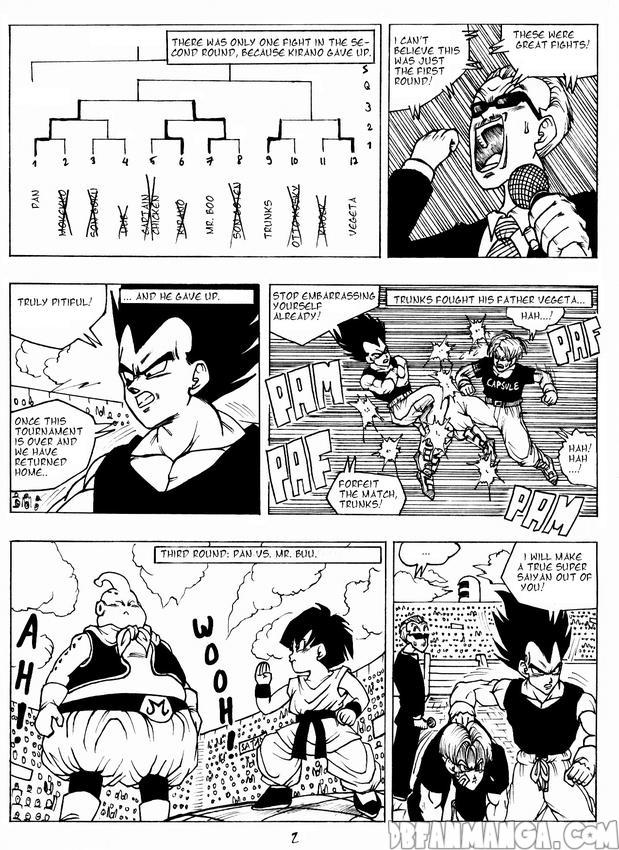 THERE WAS ONLY ONE FIGHT IN THE SE-
COND ROUND, BECAUSE KIRANO GAVE UP.
S
Q
3
2
1
1 2 3 4 5 6 7 8 9 10 11 12
PAN
CAPTAIN
CHICKEN
KIRANO
MR. BOO
TRUNKS
OTTOKOSKY
VEGETA
I CAN'T
BELIEVE THIS
WAS JUST
THE FIRST
ROUND!
THESE WERE
GREAT FIGHTS!
TRULY PITIFUL!
... AND HE GAVE UP.
ONCE THIS
TOURNAMENT
IS OVER AND
WE HAVE
RETURNED
HOME..
STOP EMBARRASSING
YOURSELF
ALREADY!
TRUNKS FOUGHT HIS FATHER VEGETA...
HAH...!
PAF
CAPSULE
PAM
PAF
FORFEIT
THE MATCH,
TRUNKS!
HAH!
HAH
....!
PAM
THIRD ROUND: PAN VS. MR. BUU.
AH!
WOOH!
M
...
I WILL MAKE
A TRUE SUPER
SAIYAN OUT OF
YOU!
2
DBFANMANGA.COM